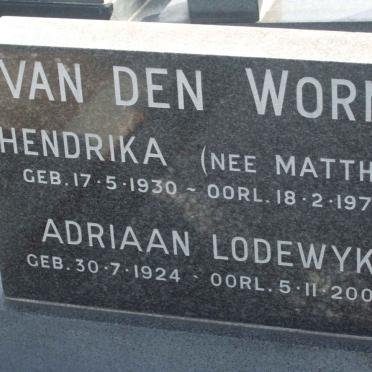 VAN DEN WOR
HENDRIKA (NEE MATTH
GEB. 17·5·1930 ~ OORL. 18·2·197
ADRIAAN LODEWYK
GEB. 30·7·1924 - OORL. 5·11·200